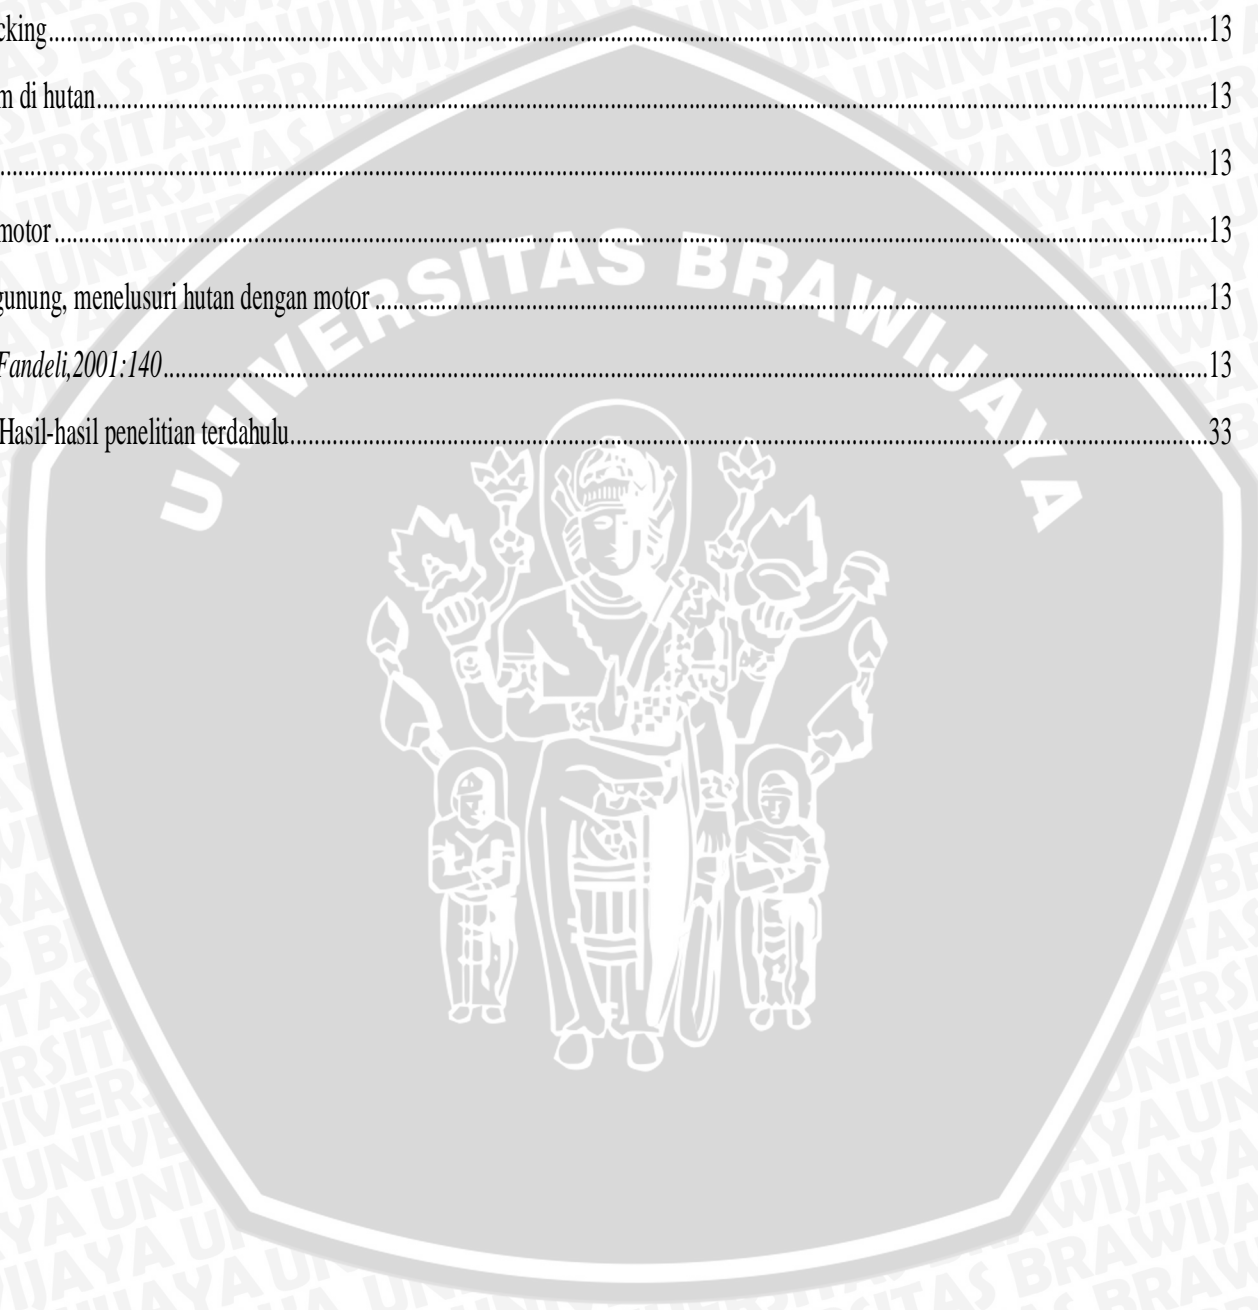 cking....................13
m di hutan....................13
....................13
motor....................13
gunung, menelusuri hutan dengan motor....................13
Fandeli,2001:140....................13
Hasil-hasil penelitian terdahulu....................33
UNIVERSITAS BRAWIJAYA